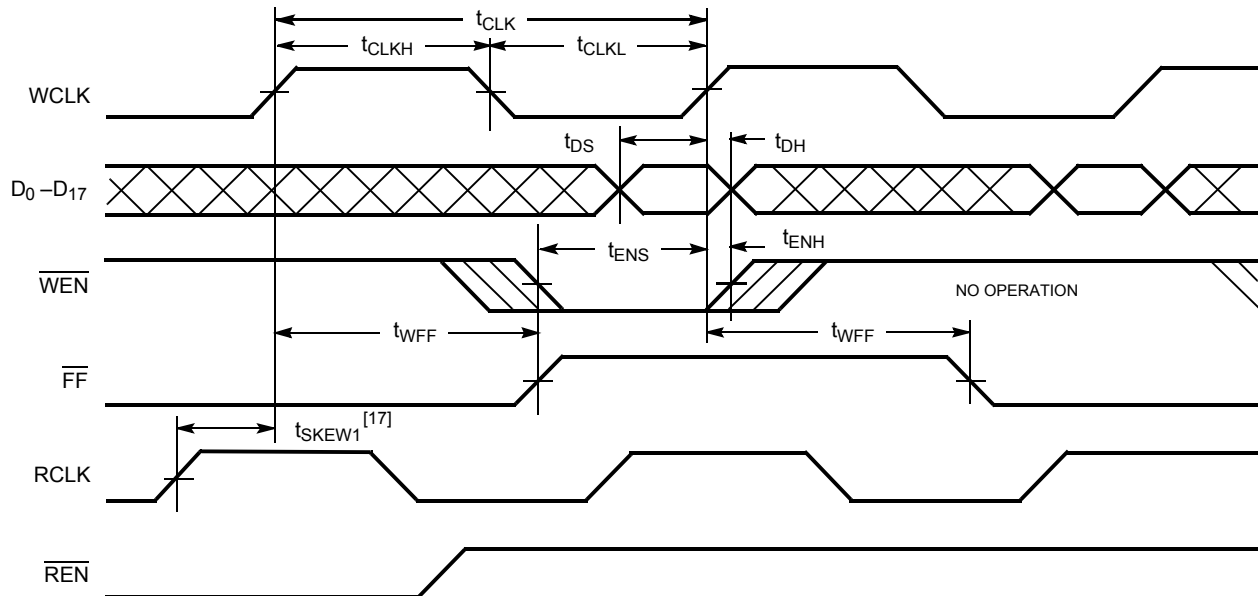 tCLK
tCLKH tCLKL
WCLK
tDS tDH
D0 –D17
tENS tENH
WEN
NO OPERATION
tWFF tWFF
FF
tSKEW1[17]
RCLK
REN